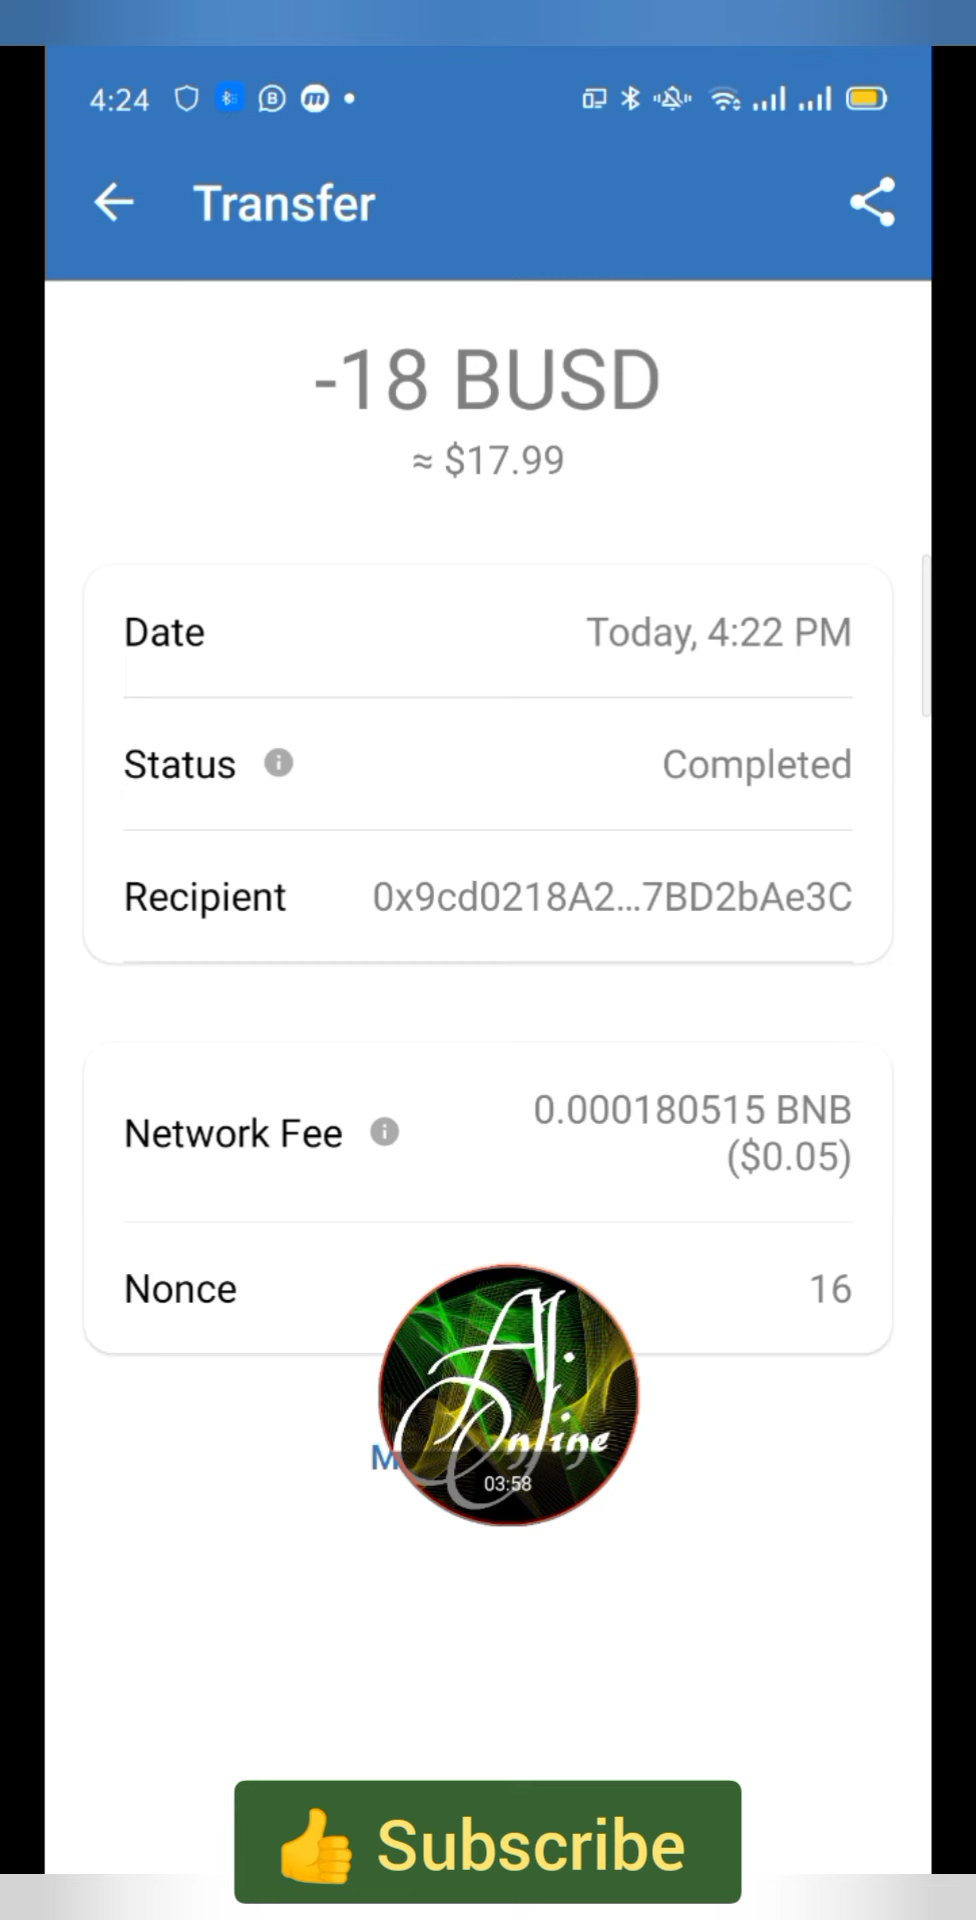 4:24
Transfer
-18 BUSD
≈ $17.99
Date Today, 4:22 PM
Status Completed
Recipient 0x9cd0218A2...7BD2bAe3C
Network Fee 0.000180515 BNB
($0.05)
Nonce 16
Online
03:58
👍 Subscribe